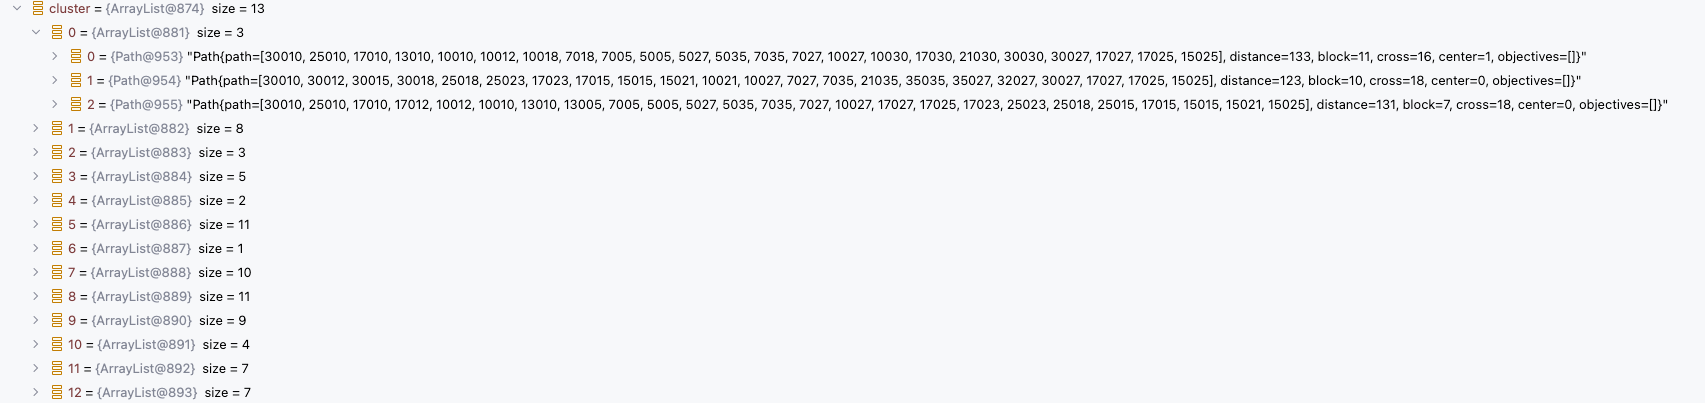 cluster = {ArrayList@874} size = 13
0 = {ArrayList@881} size = 3
0 = {Path@953} "Path{path=[30010, 25010, 17010, 13010, 10010, 10012, 10018, 7018, 7005, 5005, 5027, 5035, 7035, 7027, 10027, 10030, 17030, 21030, 30030, 30027, 17027, 17025, 15025], distance=133, block=11, cross=16, center=1, objectives=[]}"
1 = {Path@954} "Path{path=[30010, 30012, 30015, 30018, 25018, 25023, 17023, 17015, 15015, 15021, 10021, 10027, 7027, 7035, 21035, 35035, 35027, 32027, 30027, 17027, 17025, 15025], distance=123, block=10, cross=18, center=0, objectives=[]}"
2 = {Path@955} "Path{path=[30010, 25010, 17010, 17012, 10012, 10010, 13010, 13005, 7005, 5005, 5027, 5035, 7035, 7027, 10027, 17027, 17025, 17023, 25023, 25018, 25015, 17015, 15015, 15021, 15025], distance=131, block=7, cross=18, center=0, objectives=[]}"
1 = {ArrayList@882} size = 8
2 = {ArrayList@883} size = 3
3 = {ArrayList@884} size = 5
4 = {ArrayList@885} size = 2
5 = {ArrayList@886} size = 11
6 = {ArrayList@887} size = 1
7 = {ArrayList@888} size = 10
8 = {ArrayList@889} size = 11
9 = {ArrayList@890} size = 9
10 = {ArrayList@891} size = 4
11 = {ArrayList@892} size = 7
12 = {ArrayList@893} size = 7